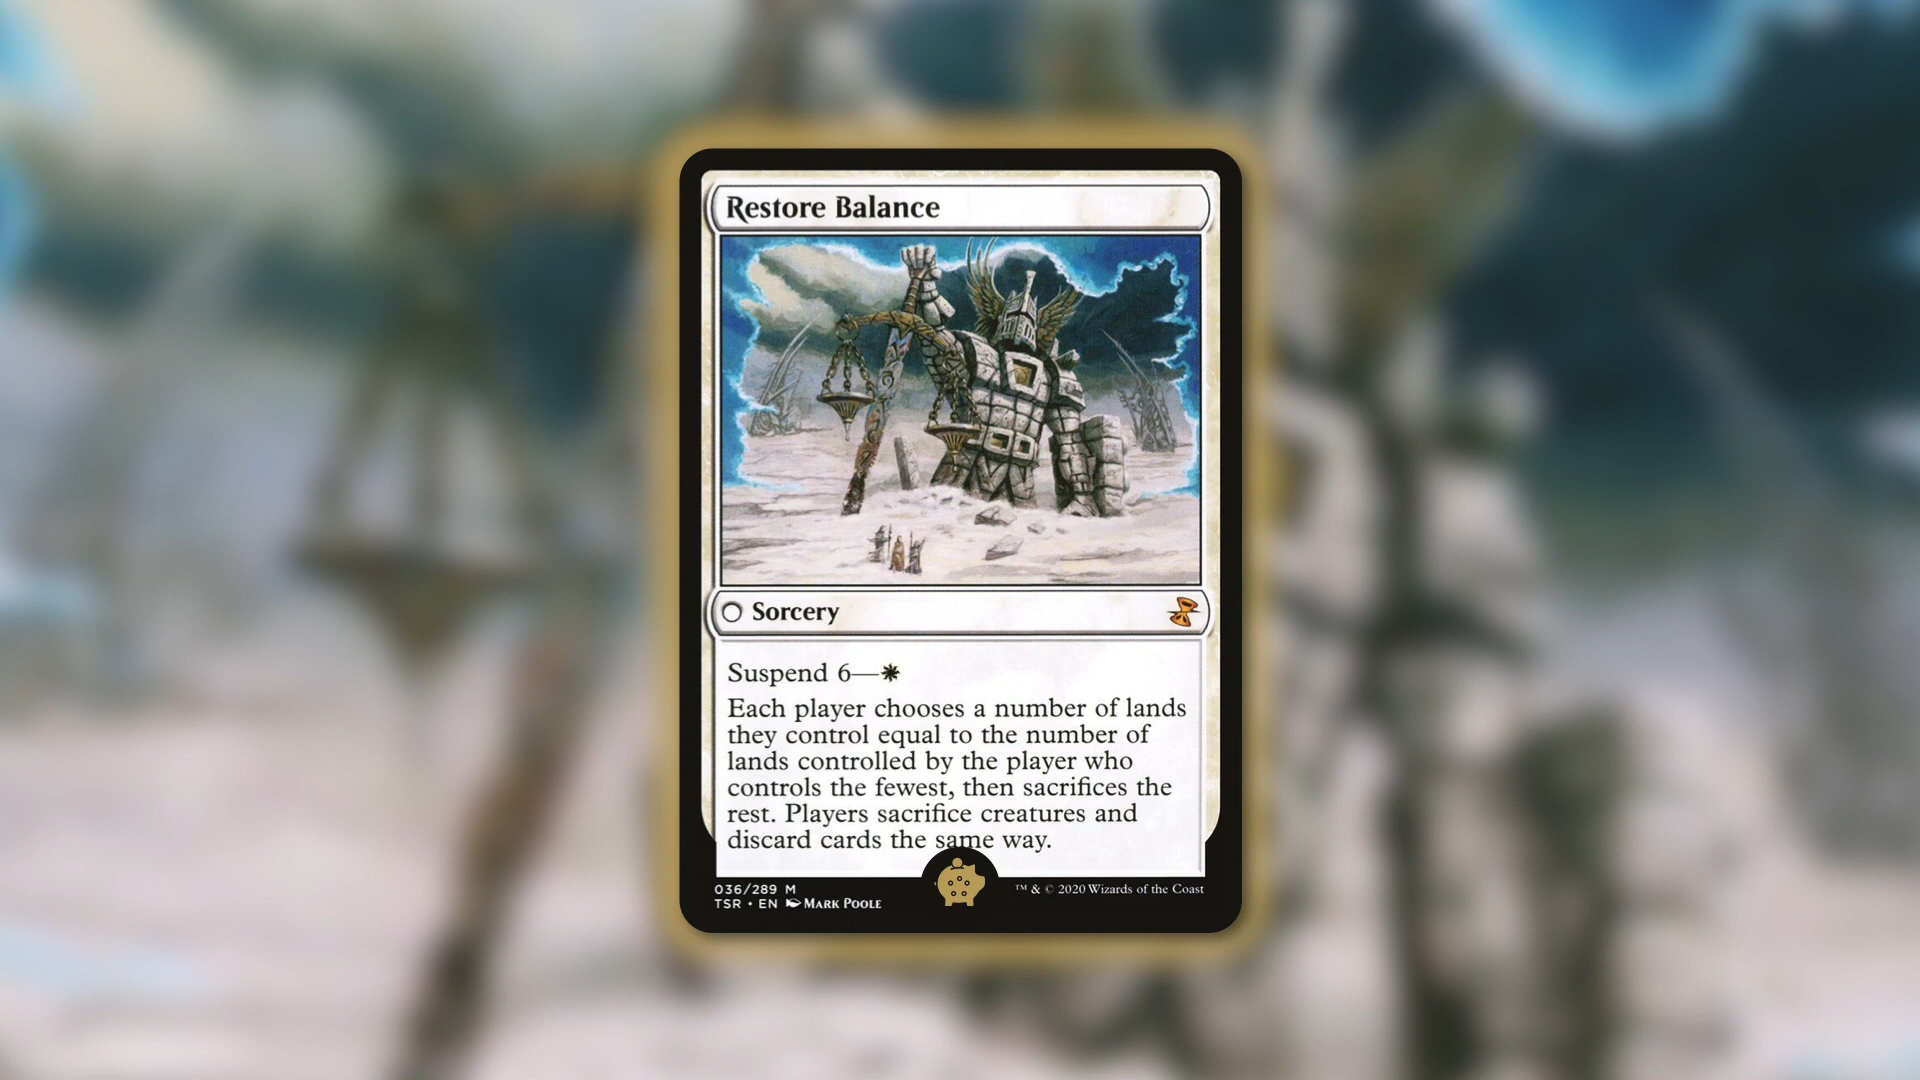 Restore Balance
Sorcery
Suspend 6—
Each player chooses a number of lands
they control equal to the number of
lands controlled by the player who
controls the fewest, then sacrifices the
rest. Players sacrifice creatures and
discard cards the same way.
036/289 M
TSR • EN MARK POOLE
™ & © 2020 Wizards of the Coast